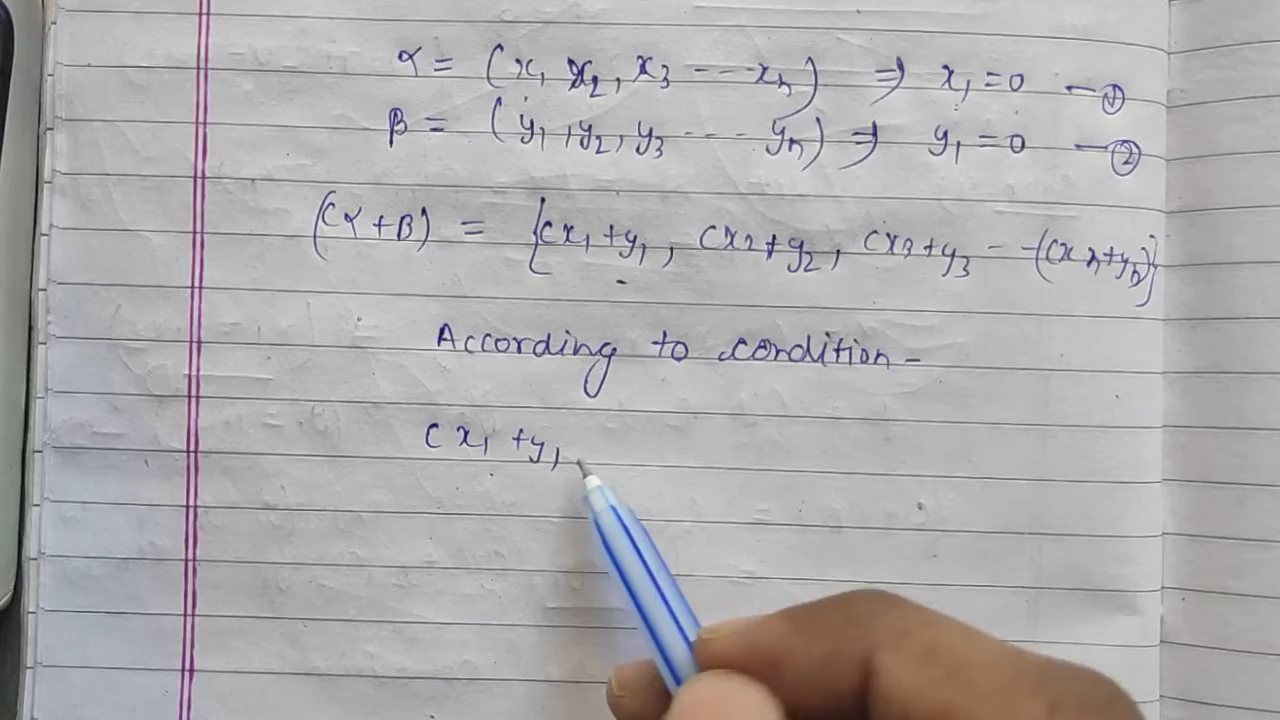 α = (x₁ x₂, x₃ --- xₙ) ⇒ x₁ = 0 —①
β = (y₁, y₂, y₃ --- yₙ) ⇒ y₁ = 0 —②
(cα+β) = {cx₁+y₁, cx₂+y₂, cx₃+y₃ --(cxₙ+yₙ)}
According to condition -
cx₁ + y₁